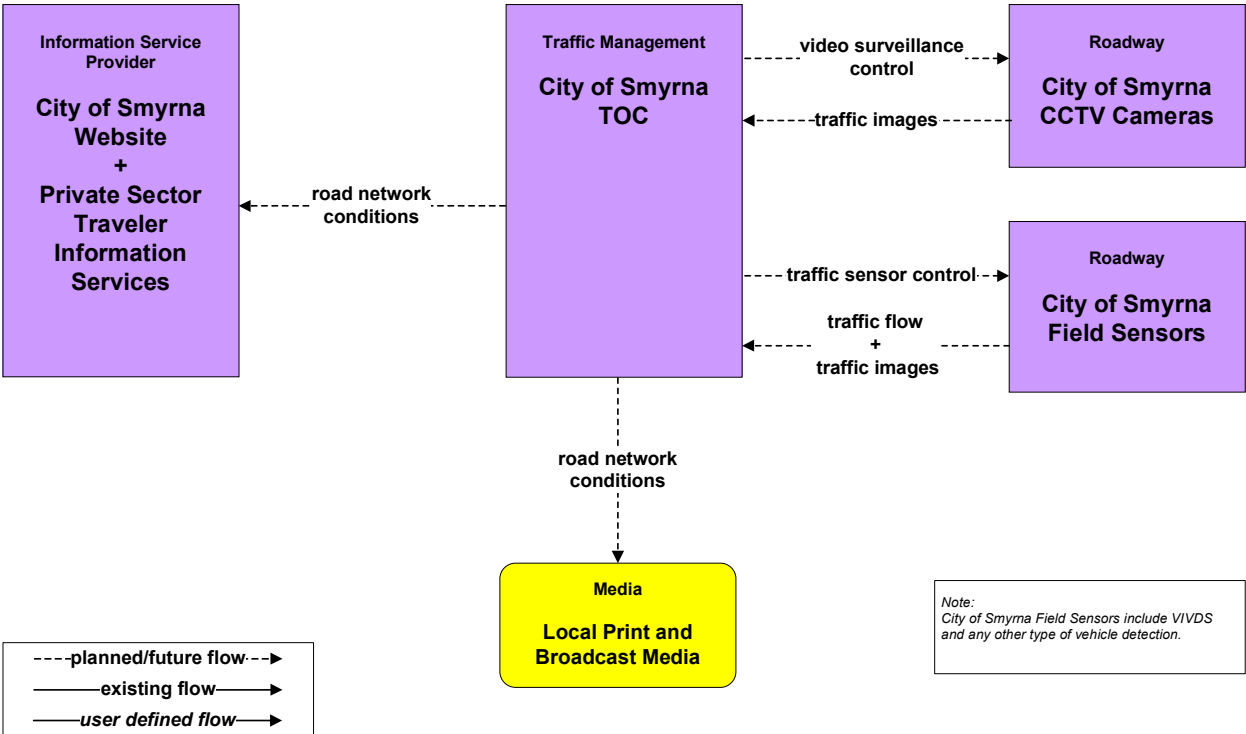 Information Service
Provider
City of Smyrna
Website
+
Private Sector
Traveler
Information
Services
road network
conditions
Traffic Management
City of Smyrna
TOC
video surveillance
control
traffic images
Roadway
City of Smyrna
CCTV Cameras
traffic sensor control
traffic flow
+
traffic images
Roadway
City of Smyrna
Field Sensors
road network
conditions
Media
Local Print and
Broadcast Media
Note:
City of Smyrna Field Sensors include VIVDS
and any other type of vehicle detection.
planned/future flow
existing flow
user defined flow